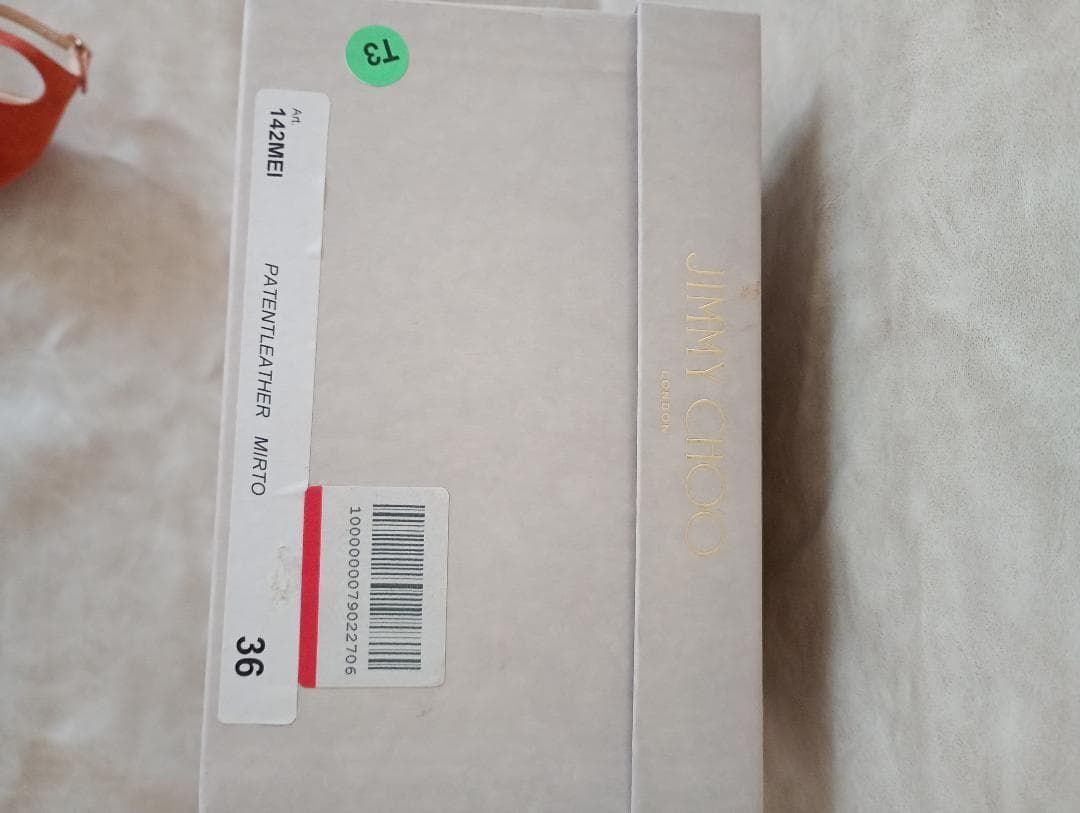 JIMMY CHOO
LONDON
T3
Art.
142MEI PATENTLEATHER MIRTO 36
1000000079022706